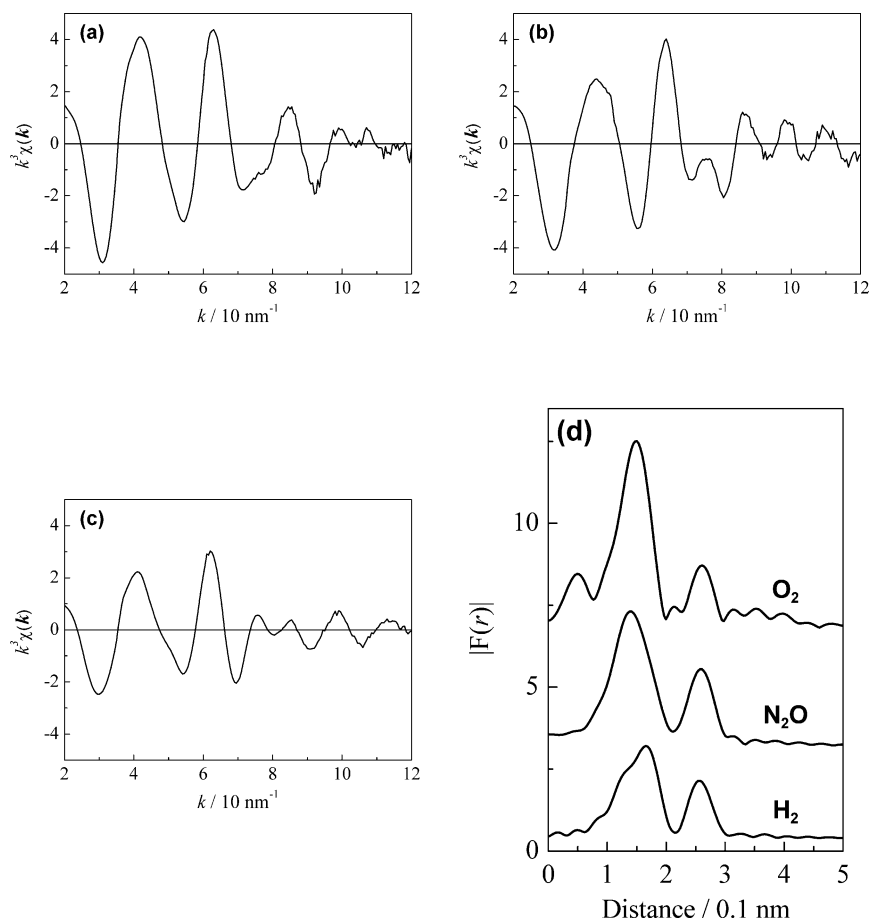 (a)
4
2
0
-2
-4
k³χ(k)
2 4 6 8 10 12
k / 10 nm⁻¹
(b)
4
2
0
-2
-4
k³χ(k)
2 4 6 8 10 12
k / 10 nm⁻¹
(c)
4
2
0
-2
-4
k³χ(k)
2 4 6 8 10 12
k / 10 nm⁻¹
(d)
10
5
0
|F(r)|
O₂
N₂O
H₂
0 1 2 3 4 5
Distance / 0.1 nm